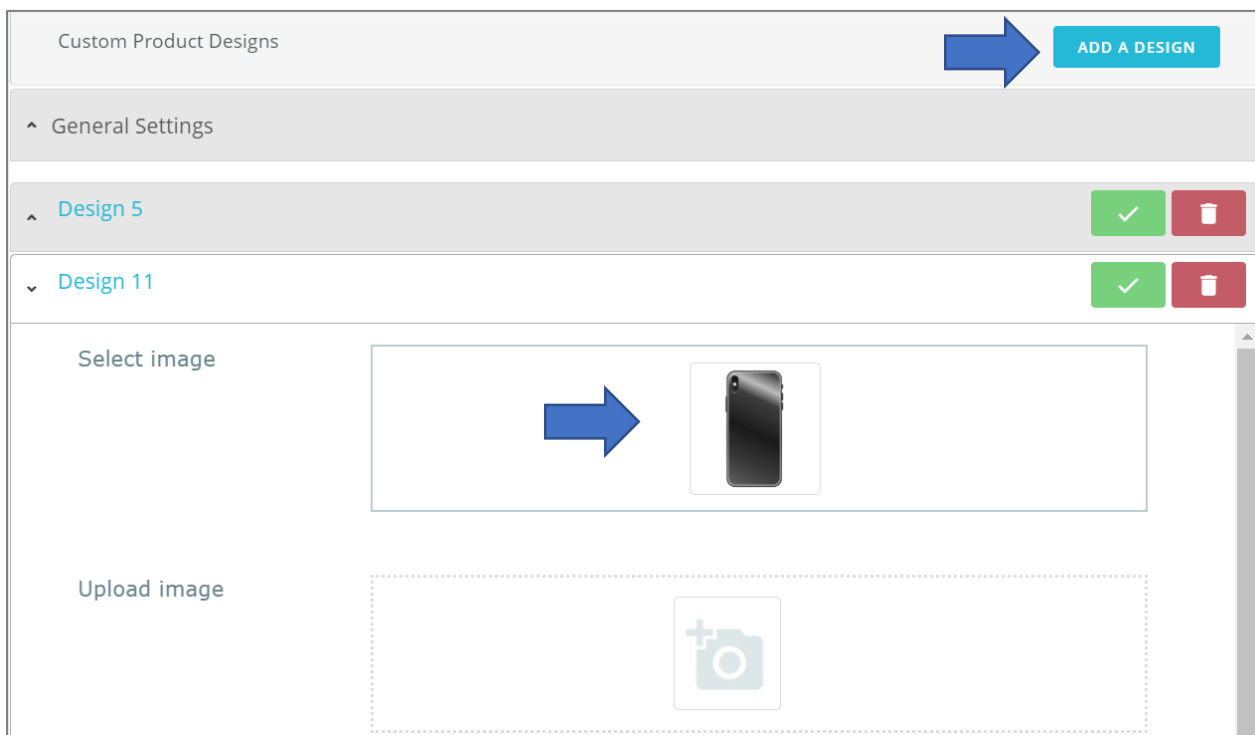 Custom Product Designs
ADD A DESIGN
General Settings
Design 5
Design 11
Select image
Upload image